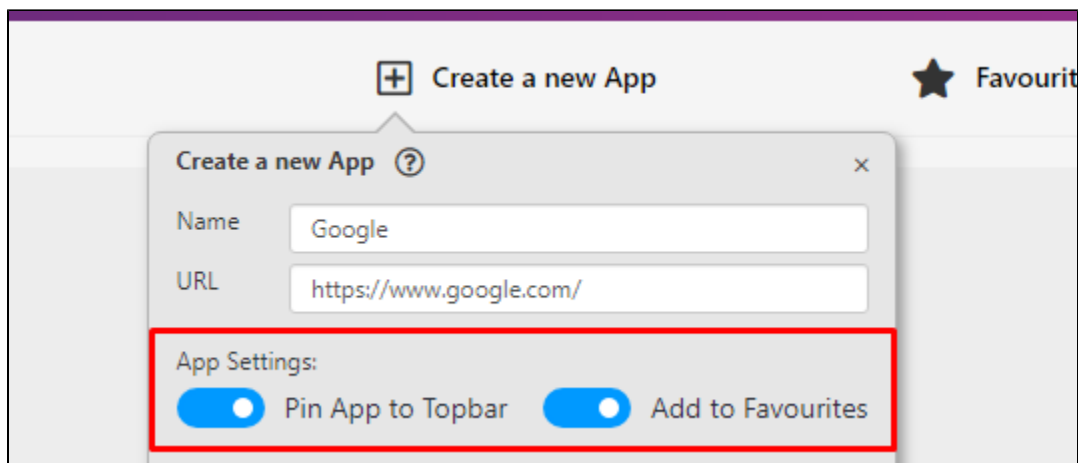 Create a new App
Favourit
Create a new App
Name
Google
URL
https://www.google.com/
App Settings:
Pin App to Topbar
Add to Favourites